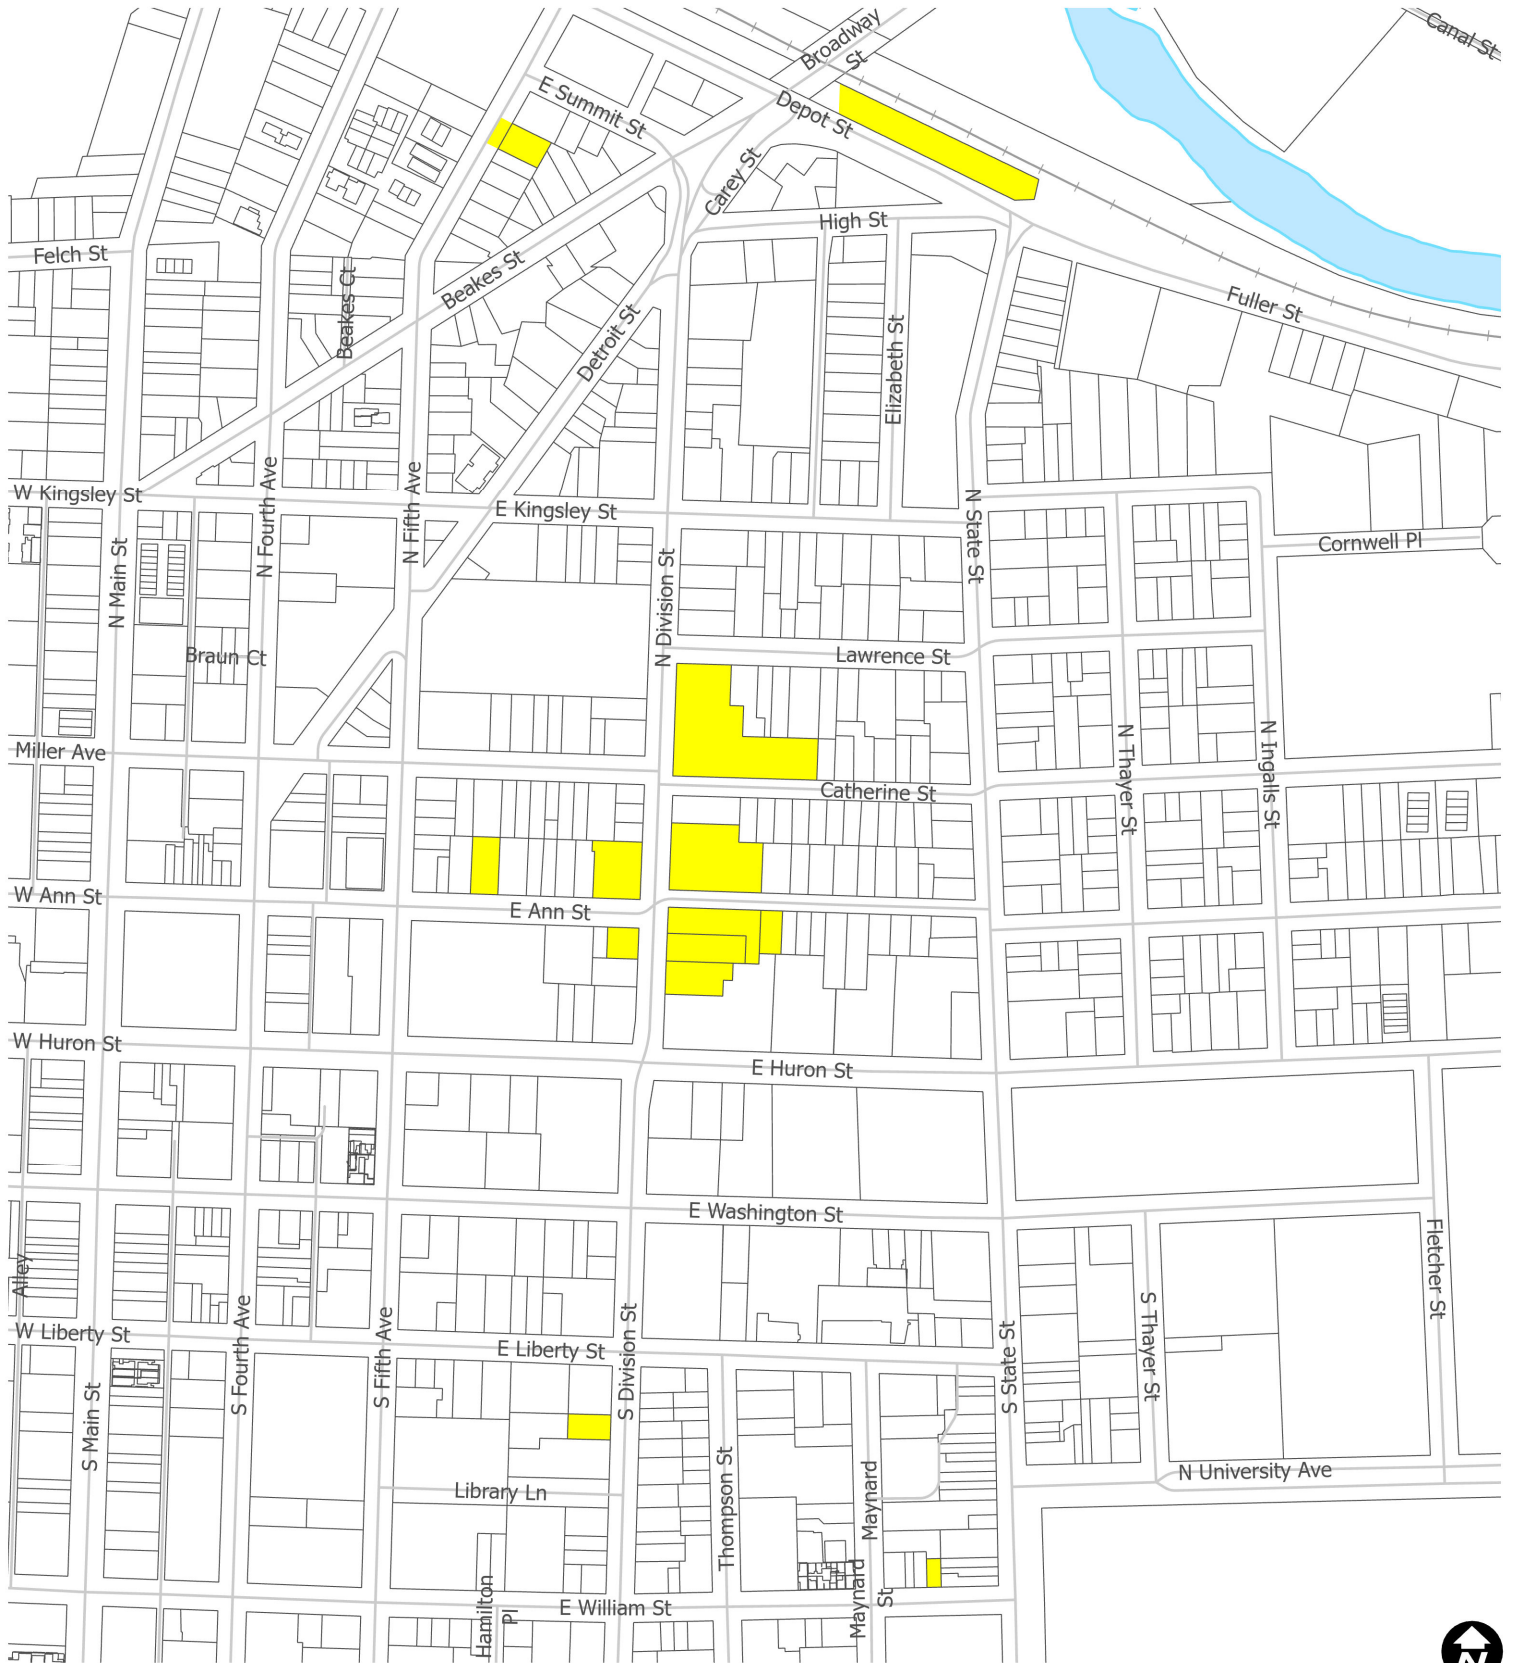 Canal St
Broadway
St
E Summit St
Depot St
Carey St
High St
Felch St
Beakes St
Beakes Ct
Fuller St
Detroit St
Elizabeth St
W Kingsley St
N Fourth Ave
N Fifth Ave
E Kingsley St
N State St
Cornwell Pl
N Main St
N Division St
Braun Ct
Lawrence St
Miller Ave
N Thayer St
N Ingalls St
Catherine St
W Ann St
E Ann St
W Huron St
E Huron St
E Washington St
Alley
Fletcher St
W Liberty St
S Fourth Ave
S Fifth Ave
E Liberty St
S Division St
S State St
S Thayer St
S Main St
Library Ln
Thompson St
Maynard
N University Ave
Hamilton
Pl
E William St
Maynard
St
N